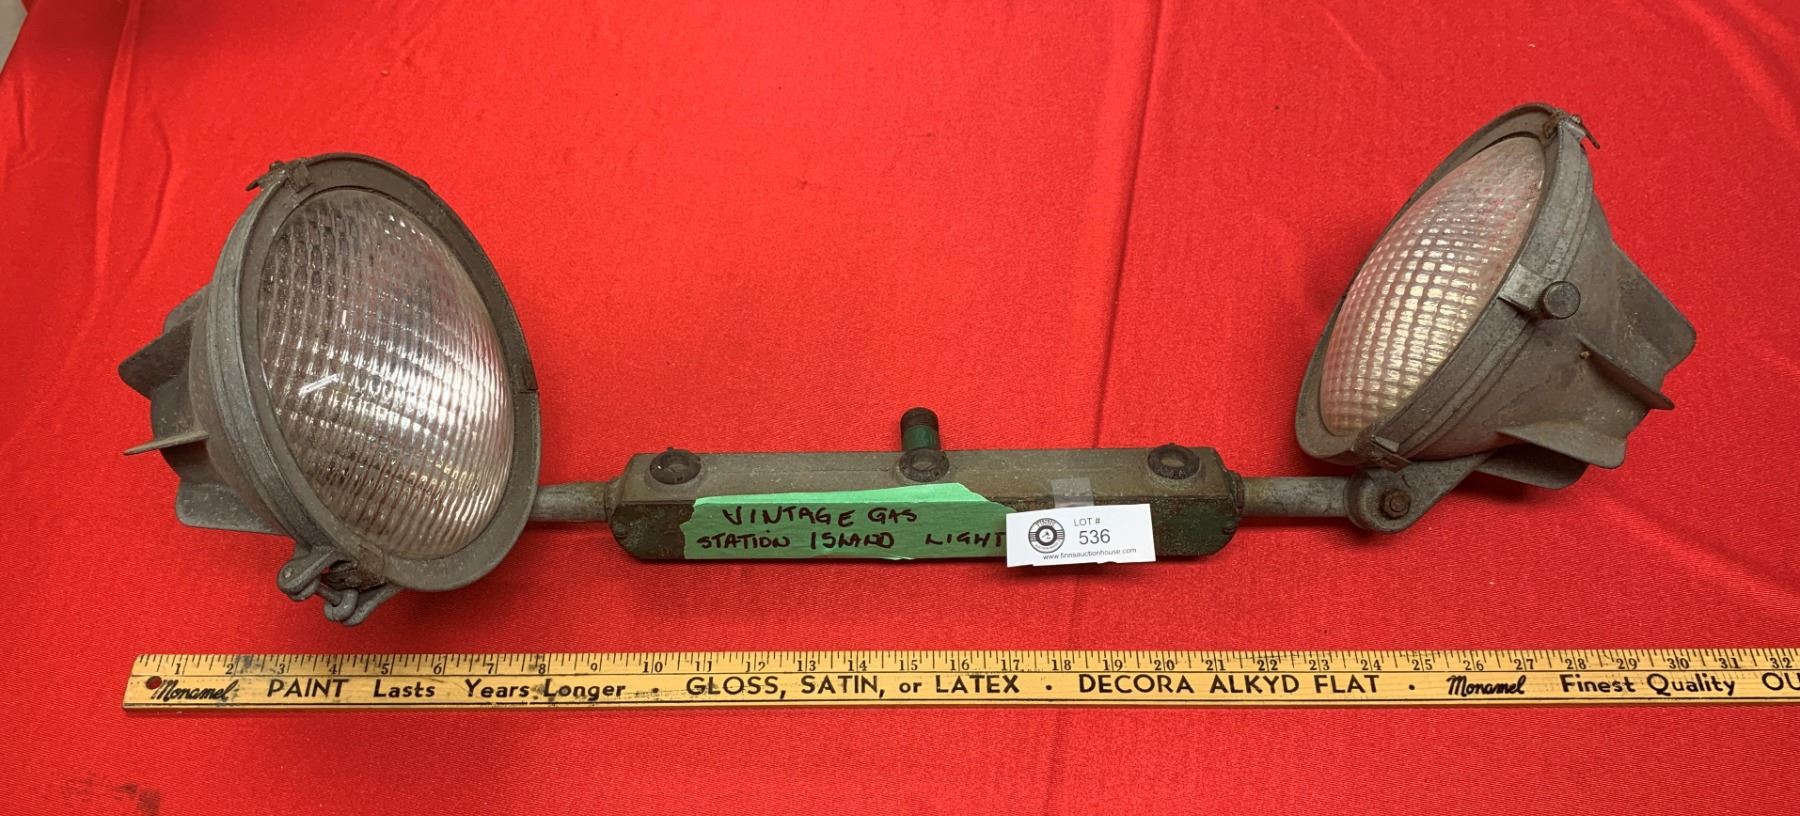 VINTAGE GAS
STATION ISLAND LIGHT
LOT #
536
www.finnsauctionhouse.com
1 2 3 4 5 6 7 8 9 10 11 12 13 14 15 16 17 18 19 20 21 22 23 24 25 26 27 28 29 30 31 32
Monamel PAINT Lasts Years Longer · GLOSS, SATIN, or LATEX · DECORA ALKYD FLAT · Monamel Finest Quality OU